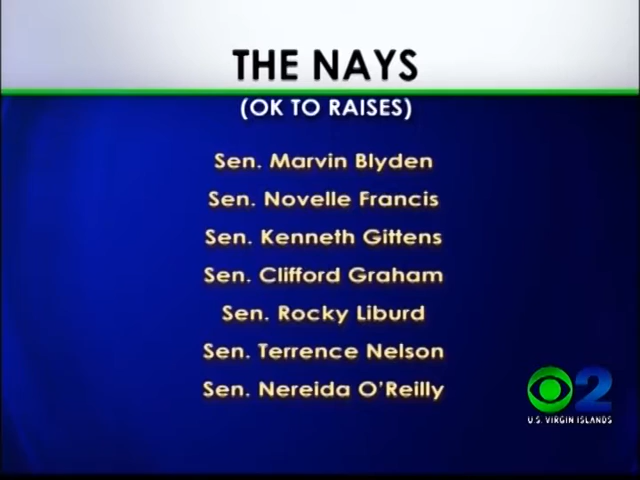 THE NAYS
(OK TO RAISES)
Sen. Marvin Blyden
Sen. Novelle Francis
Sen. Kenneth Gittens
Sen. Clifford Graham
Sen. Rocky Liburd
Sen. Terrence Nelson
Sen. Nereida O'Reilly
2
U.S. VIRGIN ISLANDS